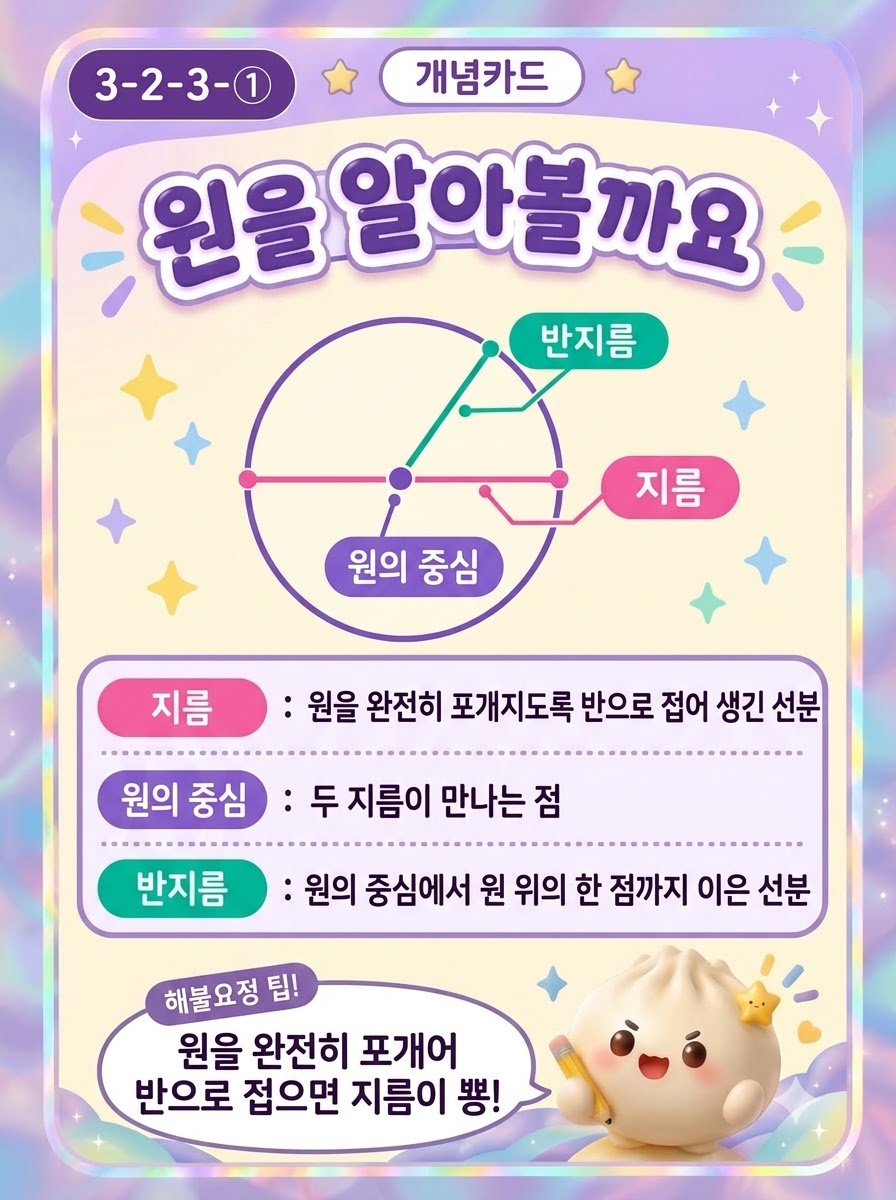 3-2-3-①
개념카드
원을 알아볼까요
반지름
지름
원의 중심
지름 : 원을 완전히 포개지도록 반으로 접어 생긴 선분
원의 중심 : 두 지름이 만나는 점
반지름 : 원의 중심에서 원 위의 한 점까지 이은 선분
해불요정 팁!
원을 완전히 포개어
반으로 접으면 지름이 뿅!